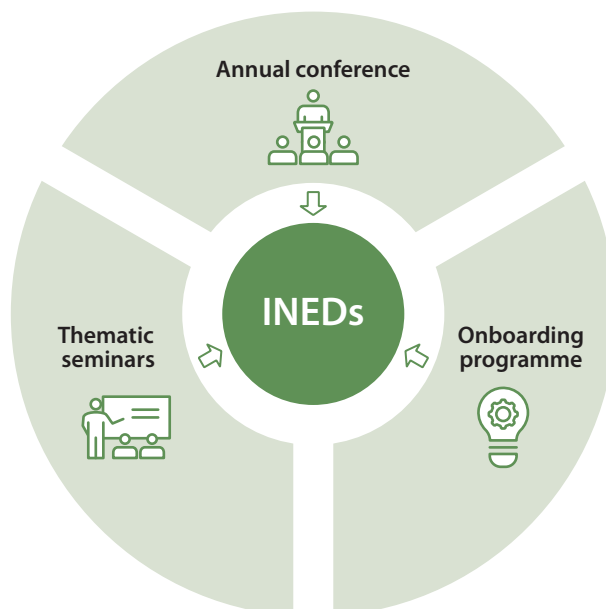 Annual conference
INEDs
Thematic
seminars
Onboarding
programme